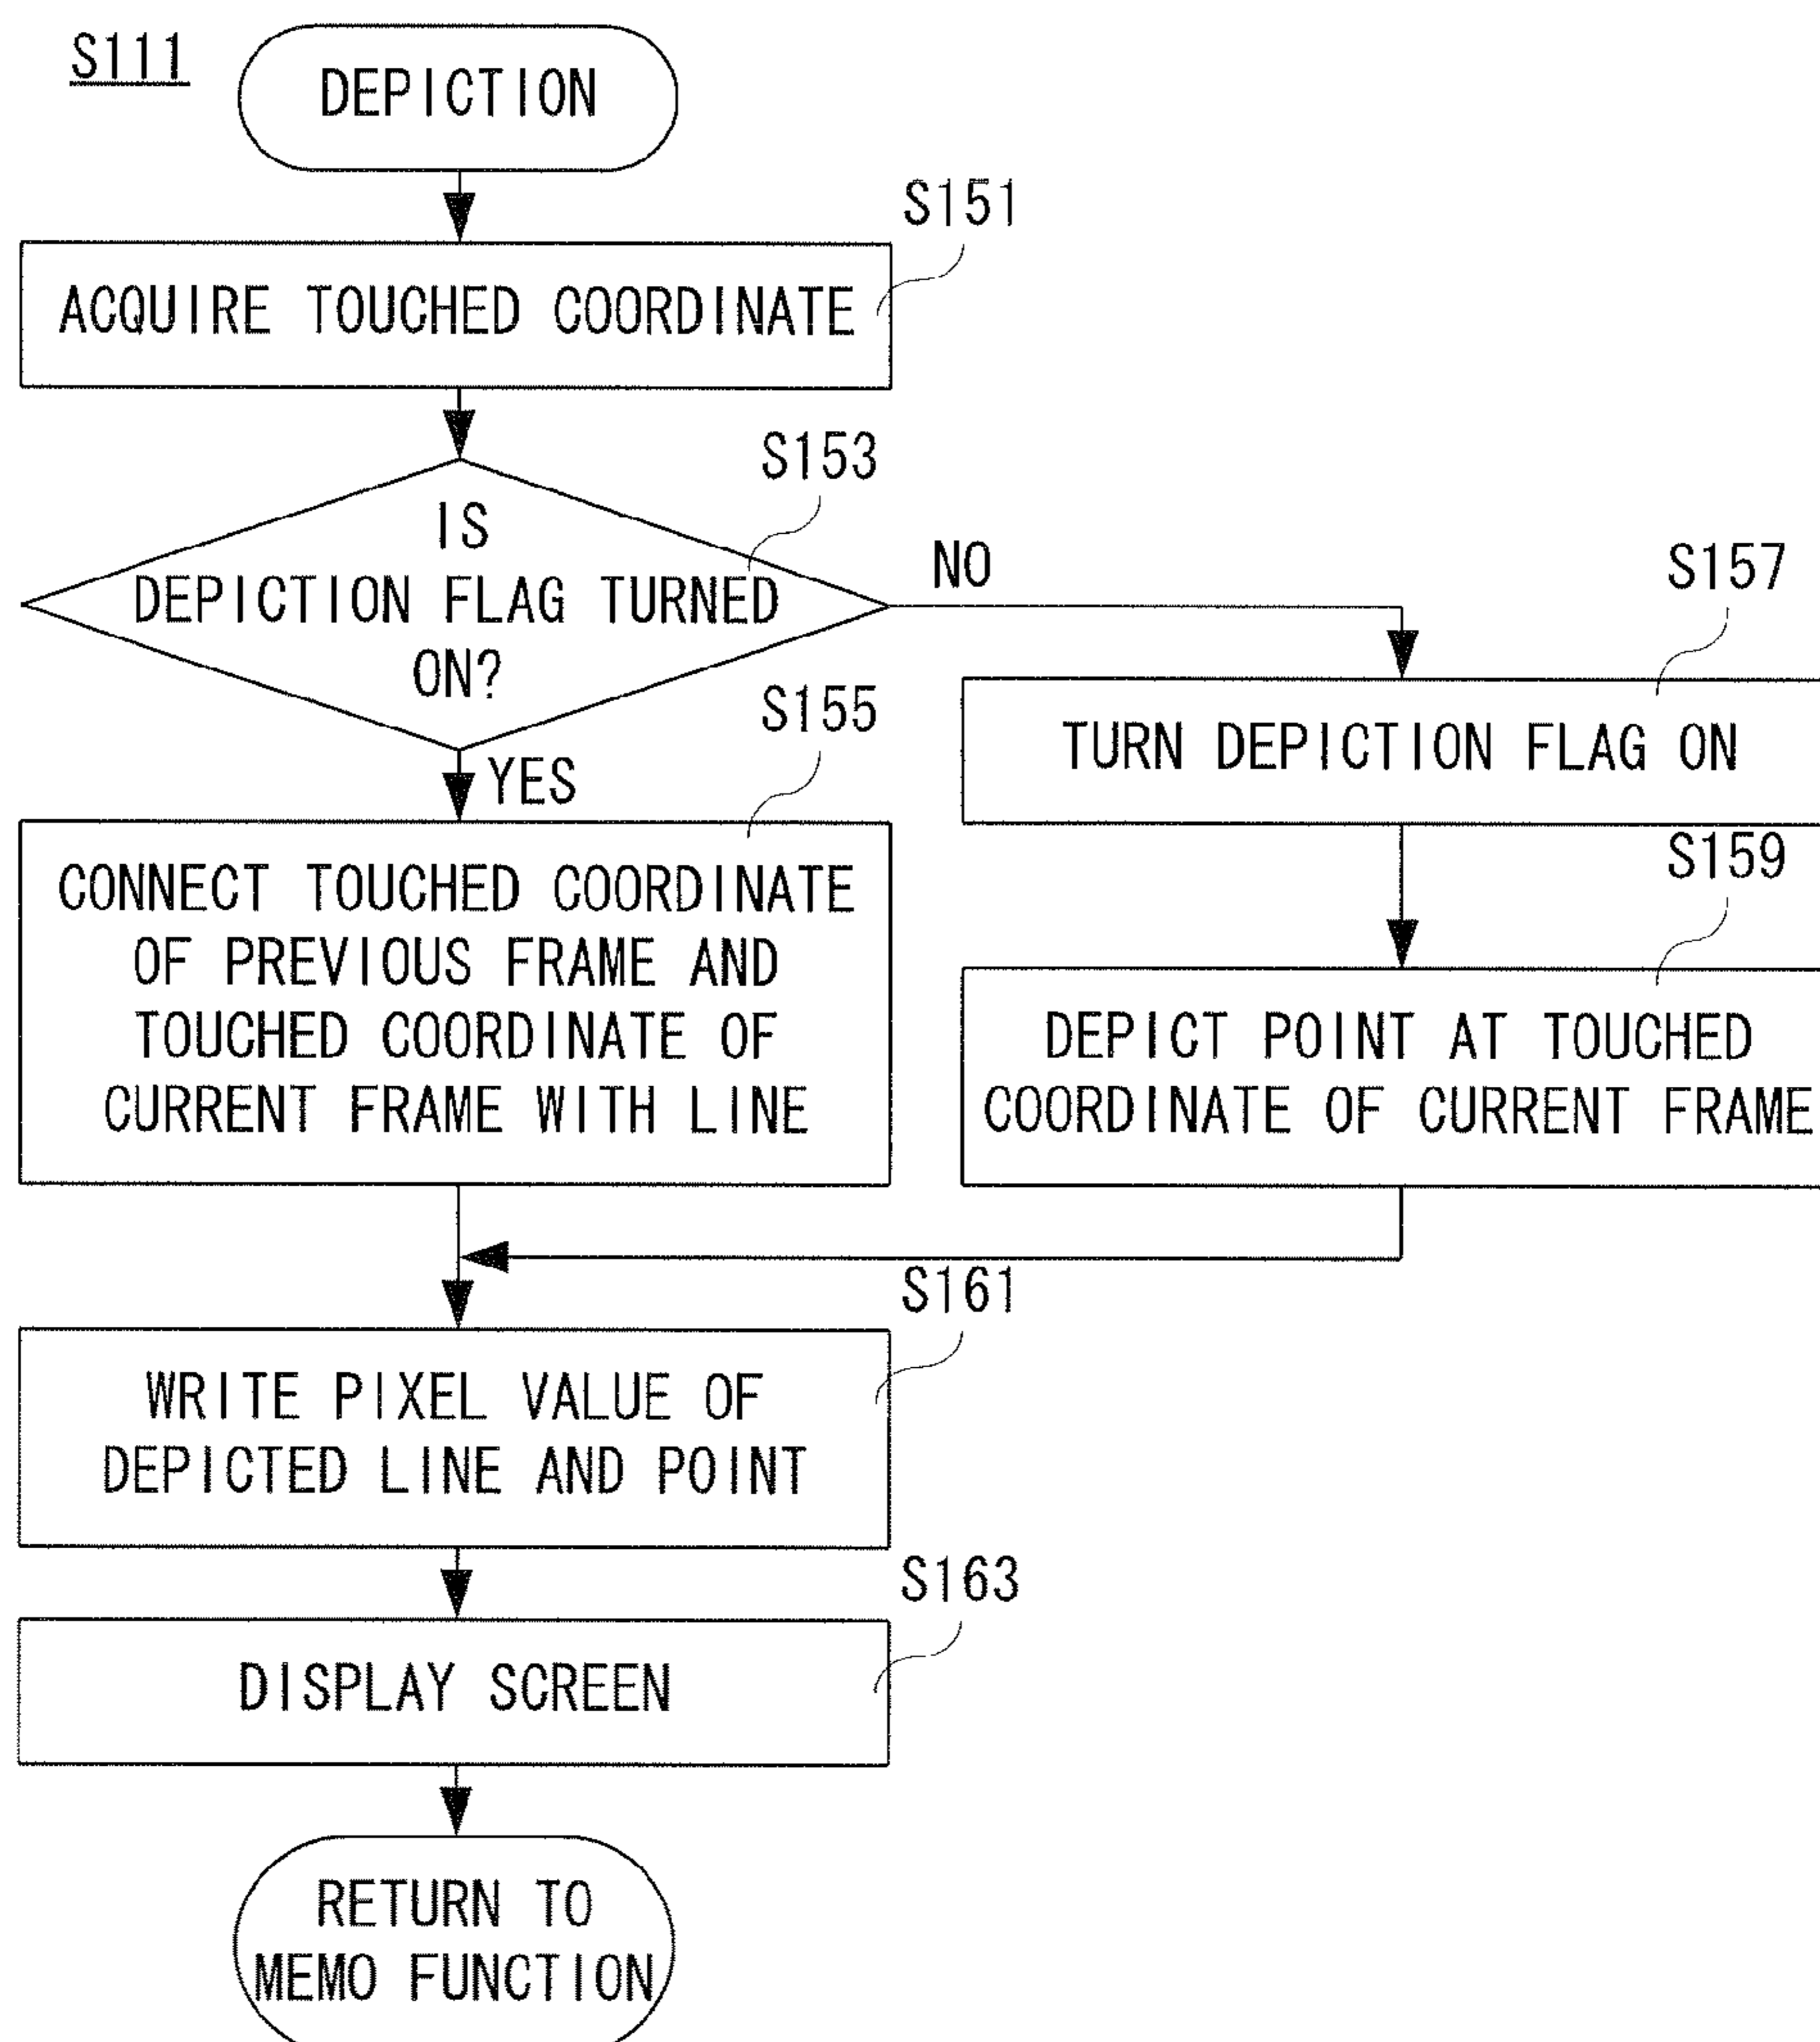 S111
DEPICTION
S151
ACQUIRE TOUCHED COORDINATE
S153
IS
DEPICTION FLAG TURNED
ON?
NO
YES
S157
TURN DEPICTION FLAG ON
S155
CONNECT TOUCHED COORDINATE
OF PREVIOUS FRAME AND
TOUCHED COORDINATE OF
CURRENT FRAME WITH LINE
S159
DEPICT POINT AT TOUCHED
COORDINATE OF CURRENT FRAME
S161
WRITE PIXEL VALUE OF
DEPICTED LINE AND POINT
S163
DISPLAY SCREEN
RETURN TO
MEMO FUNCTION